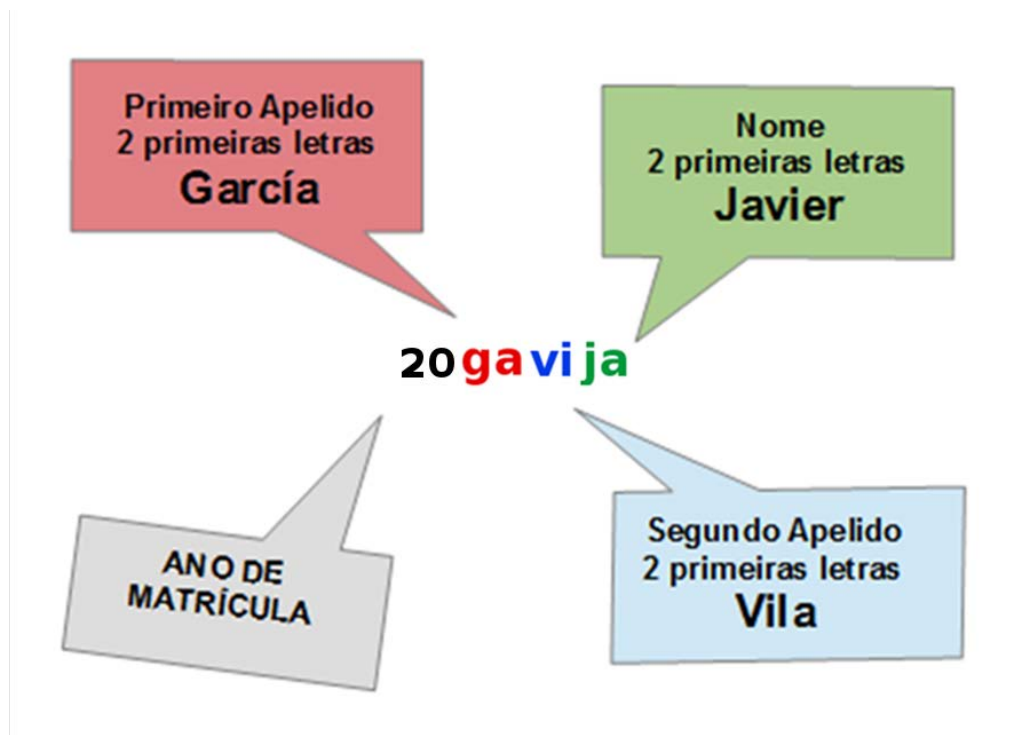 Primeiro Apelido
2 primeiras letras
García
Nome
2 primeiras letras
Javier
20gavija
ANO DE
MATRÍCULA
Segundo Apelido
2 primeiras letras
Vila